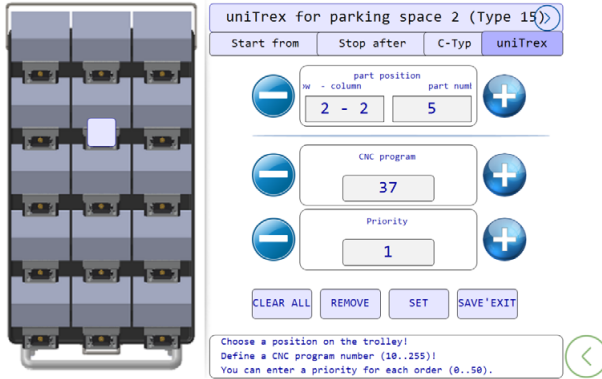 uniTrex for parking space 2 (Type 15)
Start from
Stop after
C-Typ
uniTrex
part position
- column
part numb
2 - 2
5
CNC program
37
Priority
1
CLEAR ALL
REMOVE
SET
SAVE'EXIT
Choose a position on the trolley!
Define a CNC program number (10..255)!
You can enter a priority for each order (0..50).